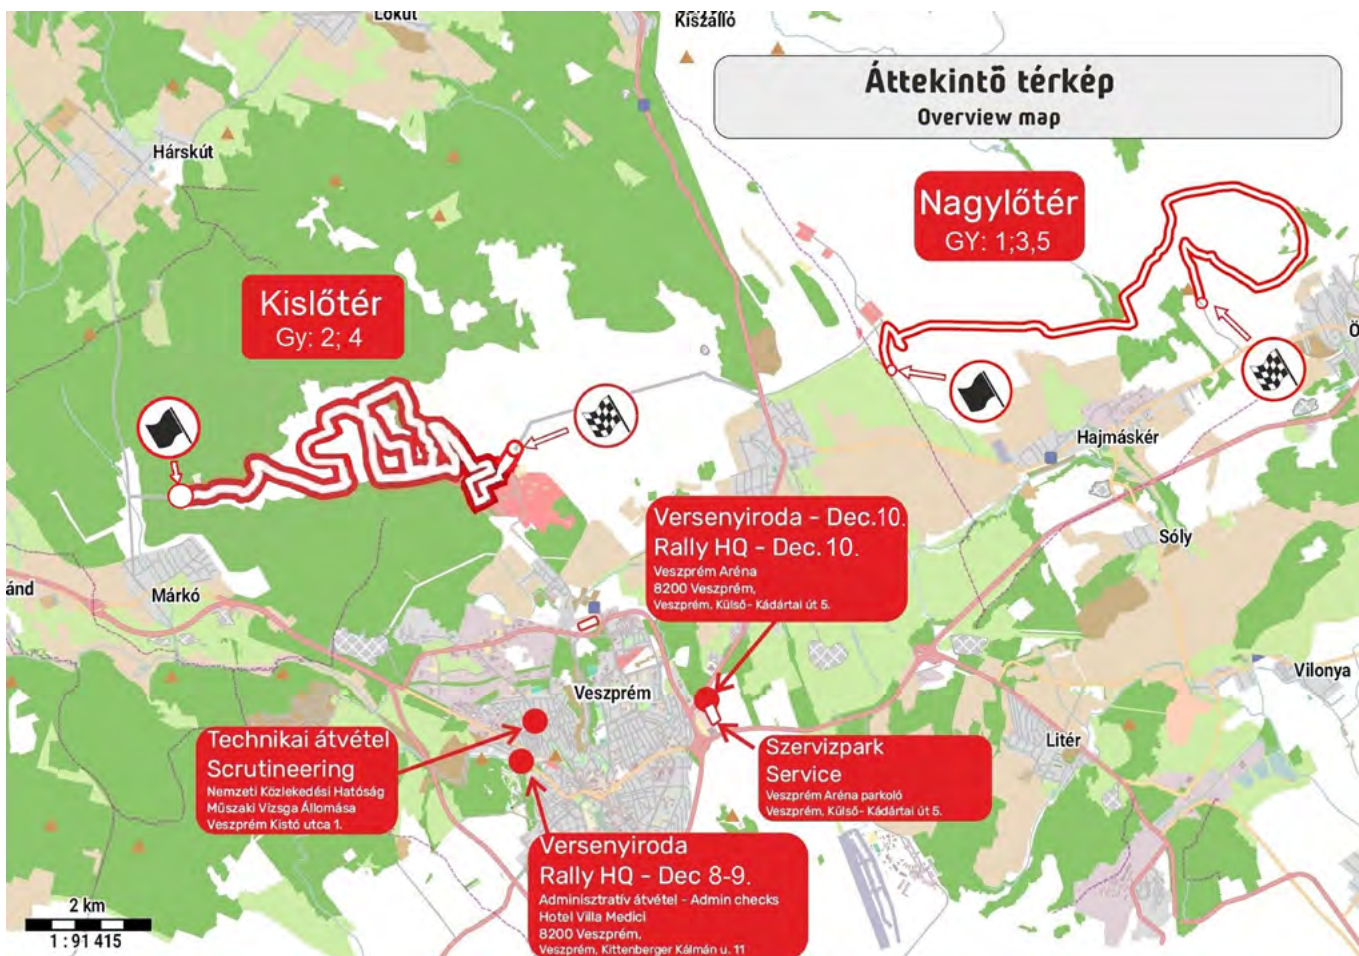 Lókút
Kiszálló
Áttekintő térkép
Overview map
Hárskút
Nagylőtér
GY: 1;3,5
Kislőtér
Gy: 2; 4
Ö
Hajmáskér
Versenyiroda - Dec.10.
Rally HQ - Dec. 10.
Veszprém Aréna
8200 Veszprém,
Veszprém, Külső- Kádártai út 5.
Sóly
ánd
Márkó
Veszprém
Vilonya
Litér
Technikai átvétel
Scrutineering
Nemzeti Közlekedési Hatóság
Műszaki Vizsga Állomása
Veszprém Kistó utca 1.
Szervizpark
Service
Veszprém Aréna parkoló
Veszprém, Külső- Kádártai út 5.
Versenyiroda
Rally HQ - Dec 8-9.
Adminisztratív átvétel - Admin checks
Hotel Villa Medici
8200 Veszprém,
Veszprém, Kittenberger Kálmán u. 11
2 km
1 : 91 415